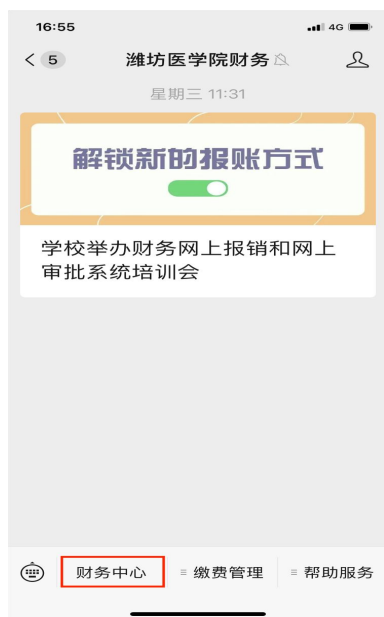 16:55
4G
5
潍坊医学院财务
星期三 11:31
解锁新的报账方式
学校举办财务网上报销和网上
审批系统培训会
财务中心
缴费管理
帮助服务